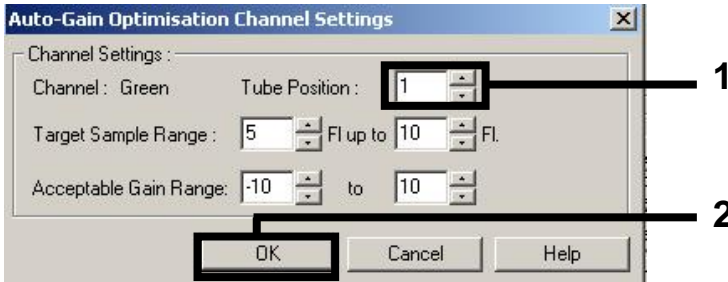 Auto-Gain Optimisation Channel Settings
Channel Settings :
Channel : Green Tube Position : 1
1
Target Sample Range : 5 Fl up to 10 Fl.
Acceptable Gain Range: -10 to 10
2
OK Cancel Help